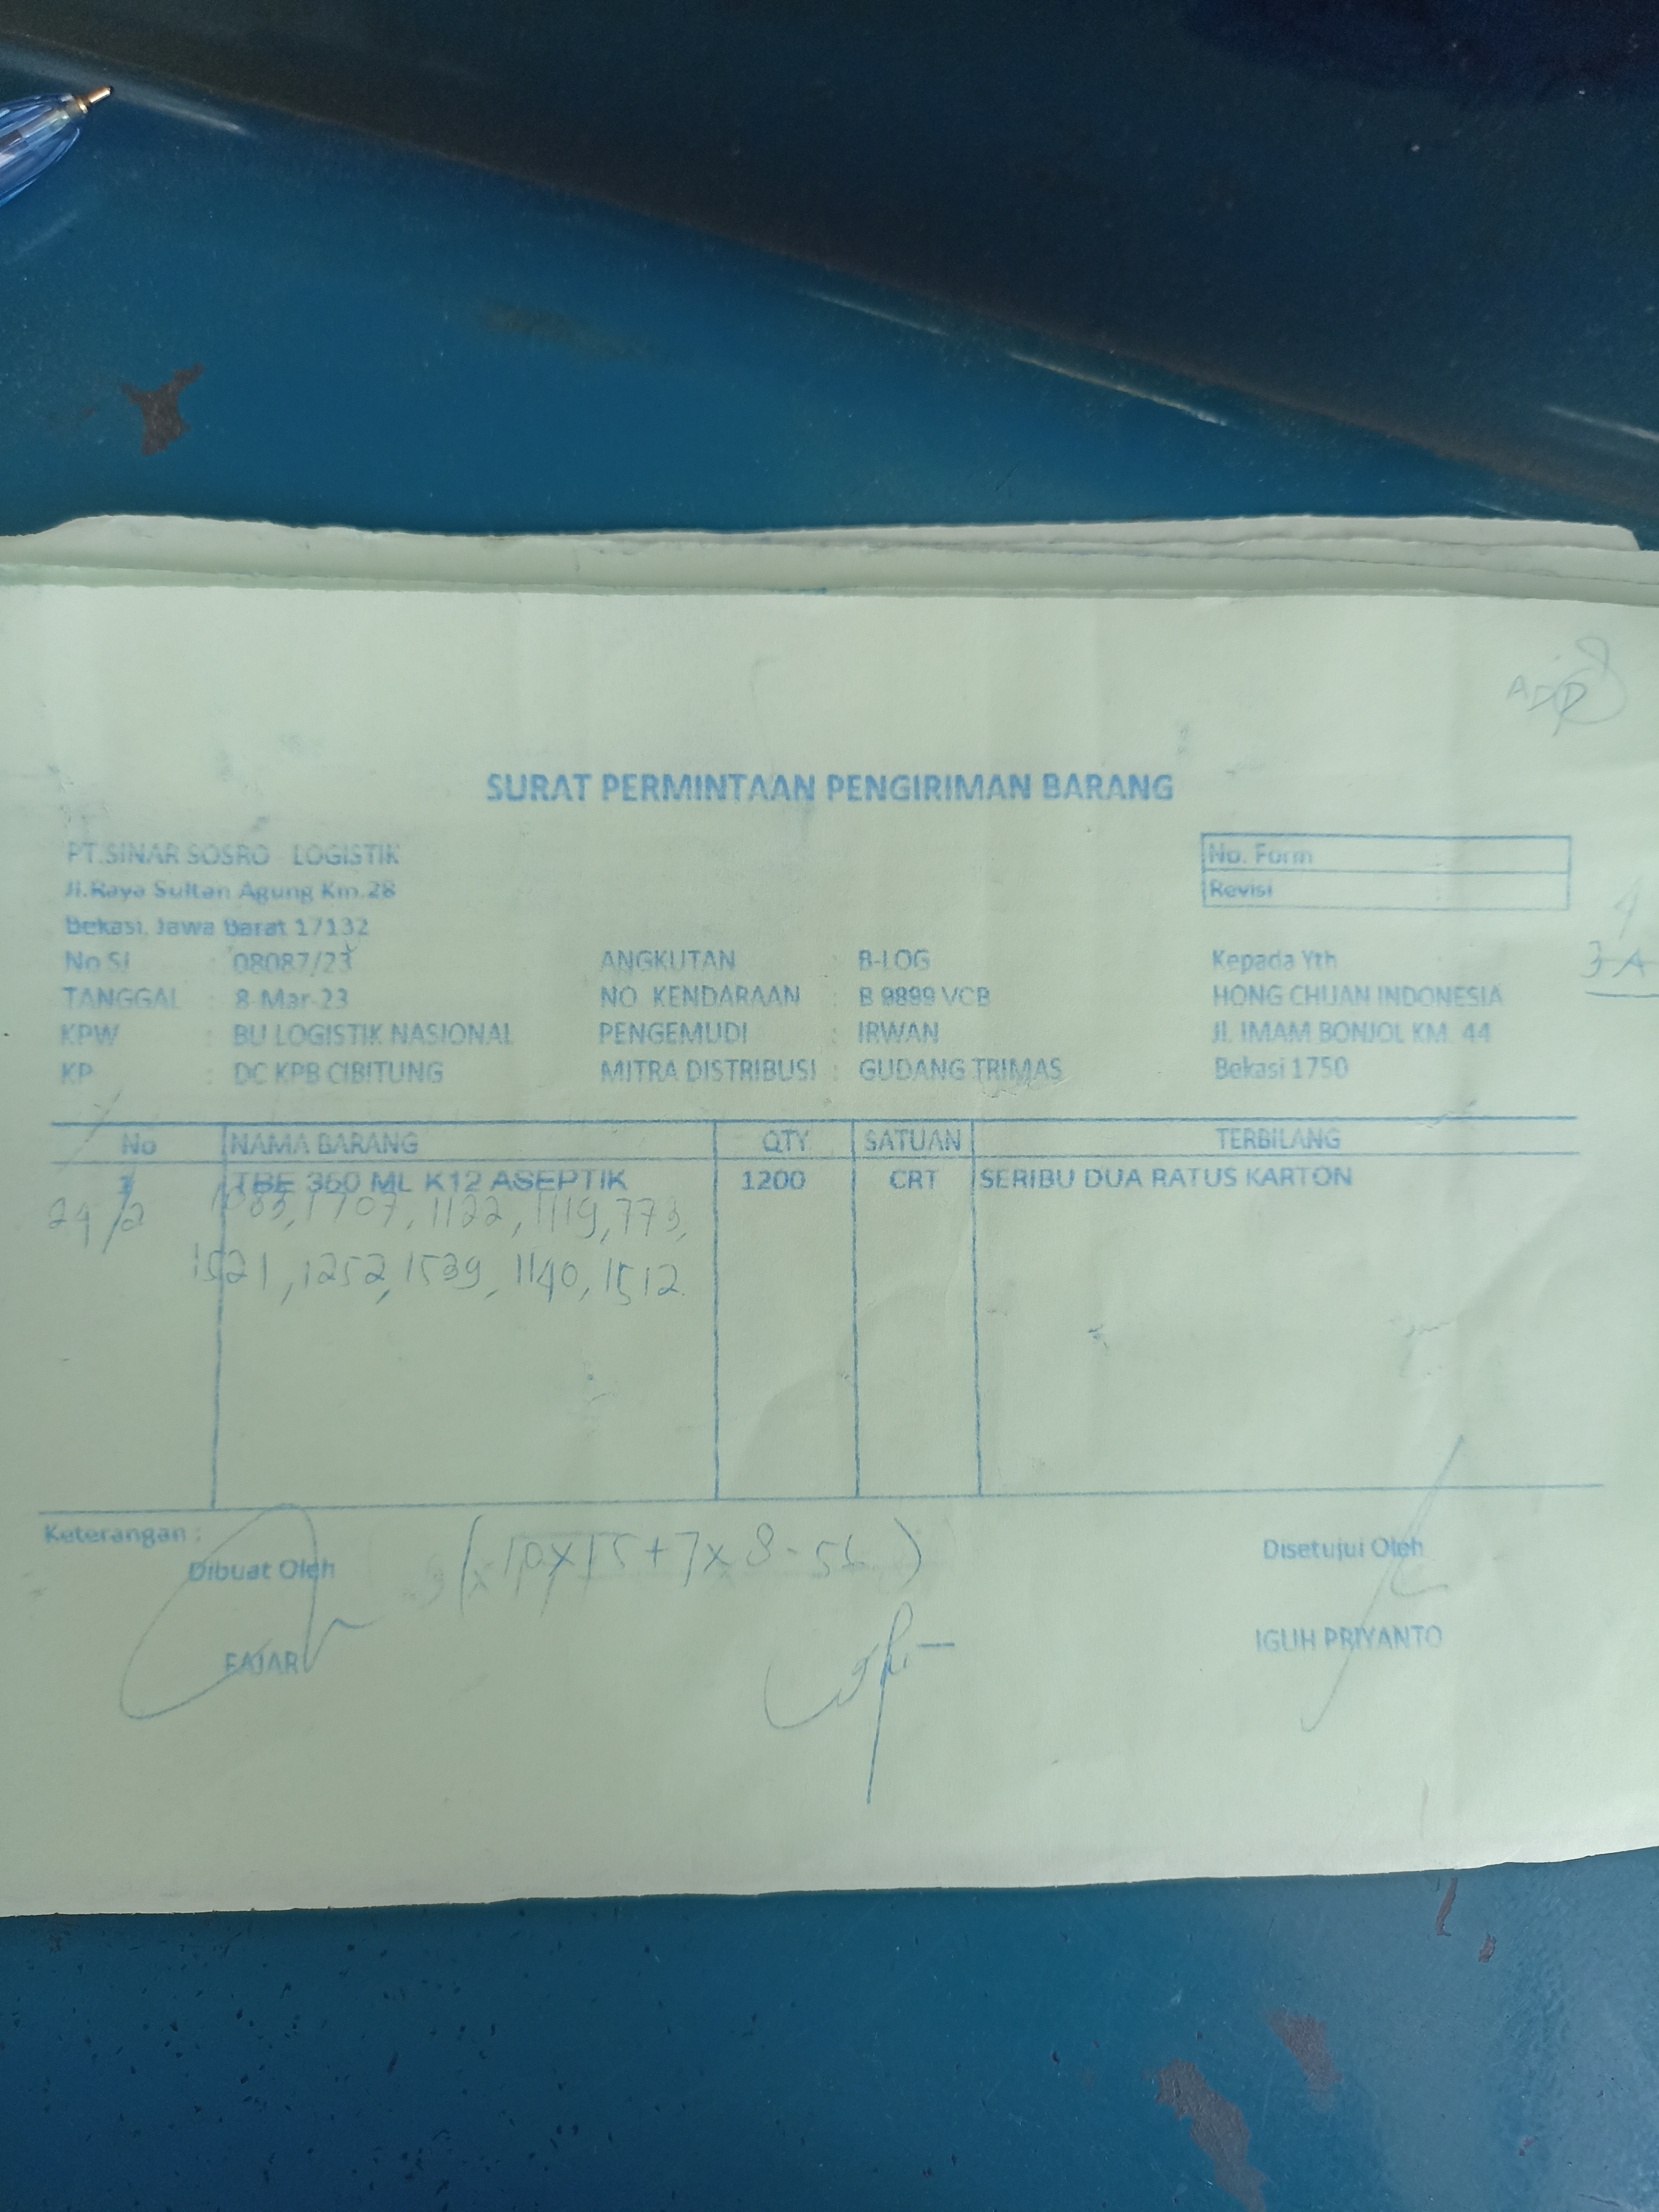 SURAT PERMINTAAN PENGIRIMAN BARANG
PT.SINAR SOSRO LOGISTIK
Jl.Raya Sultan Agung Km.28
Bekasi, Jawa Barat 17132
No. Form
Revisi
No SJ : 08087/23 ANGKUTAN : B-LOG Kepada Yth
TANGGAL : 8-Mar-23 NO KENDARAAN : B 9899 VCB HONG CHUAN INDONESIA
KPW : BU LOGISTIK NASIONAL PENGEMUDI : IRWAN Jl. IMAM BONJOL KM. 44
KP : DC KPB CIBITUNG MITRA DISTRIBUSI : GUDANG TRIMAS Bekasi 1750
No NAMA BARANG QTY SATUAN TERBILANG
1 TBE 360 ML K12 ASEPTIK 1200 CRT SERIBU DUA RATUS KARTON
24/2 1707, 1122, 1119, 773,
1521, 1252, 1539, 1140, 1512.
Keterangan :
Dibuat Oleh Disetujui Oleh
FAJAR IGUH PRIYANTO